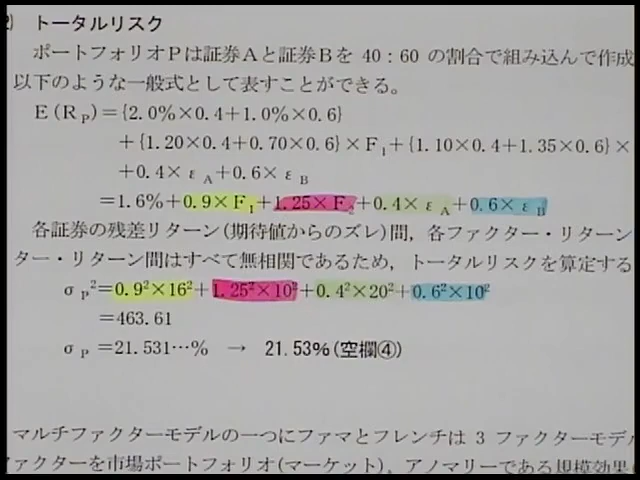 2) トータルリスク
ポートフォリオPは証券Aと証券Bを 40:60 の割合で組み込んで作成
以下のような一般式として表すことができる。
E(R_P)={2.0%×0.4+1.0%×0.6}
+{1.20×0.4+0.70×0.6}×F₁+{1.10×0.4+1.35×0.6}×
+0.4×ε_A+0.6×ε_B
=1.6%+0.9×F₁+1.25×F₂+0.4×ε_A+0.6×ε_B
各証券の残差リターン(期待値からのズレ)間, 各ファクター・リターン
ター・リターン間はすべて無相関であるため, トータルリスクを算定する
σ_P²=0.9²×16²+1.25²×10²+0.4²×20²+0.6²×10²
=463.61
σ_P=21.531…% → 21.53%(空欄④)
マルチファクターモデルの一つにファマとフレンチは 3 ファクターモデル
ァクターを市場ポートフォリオ(マーケット), アノマリーである規模効果